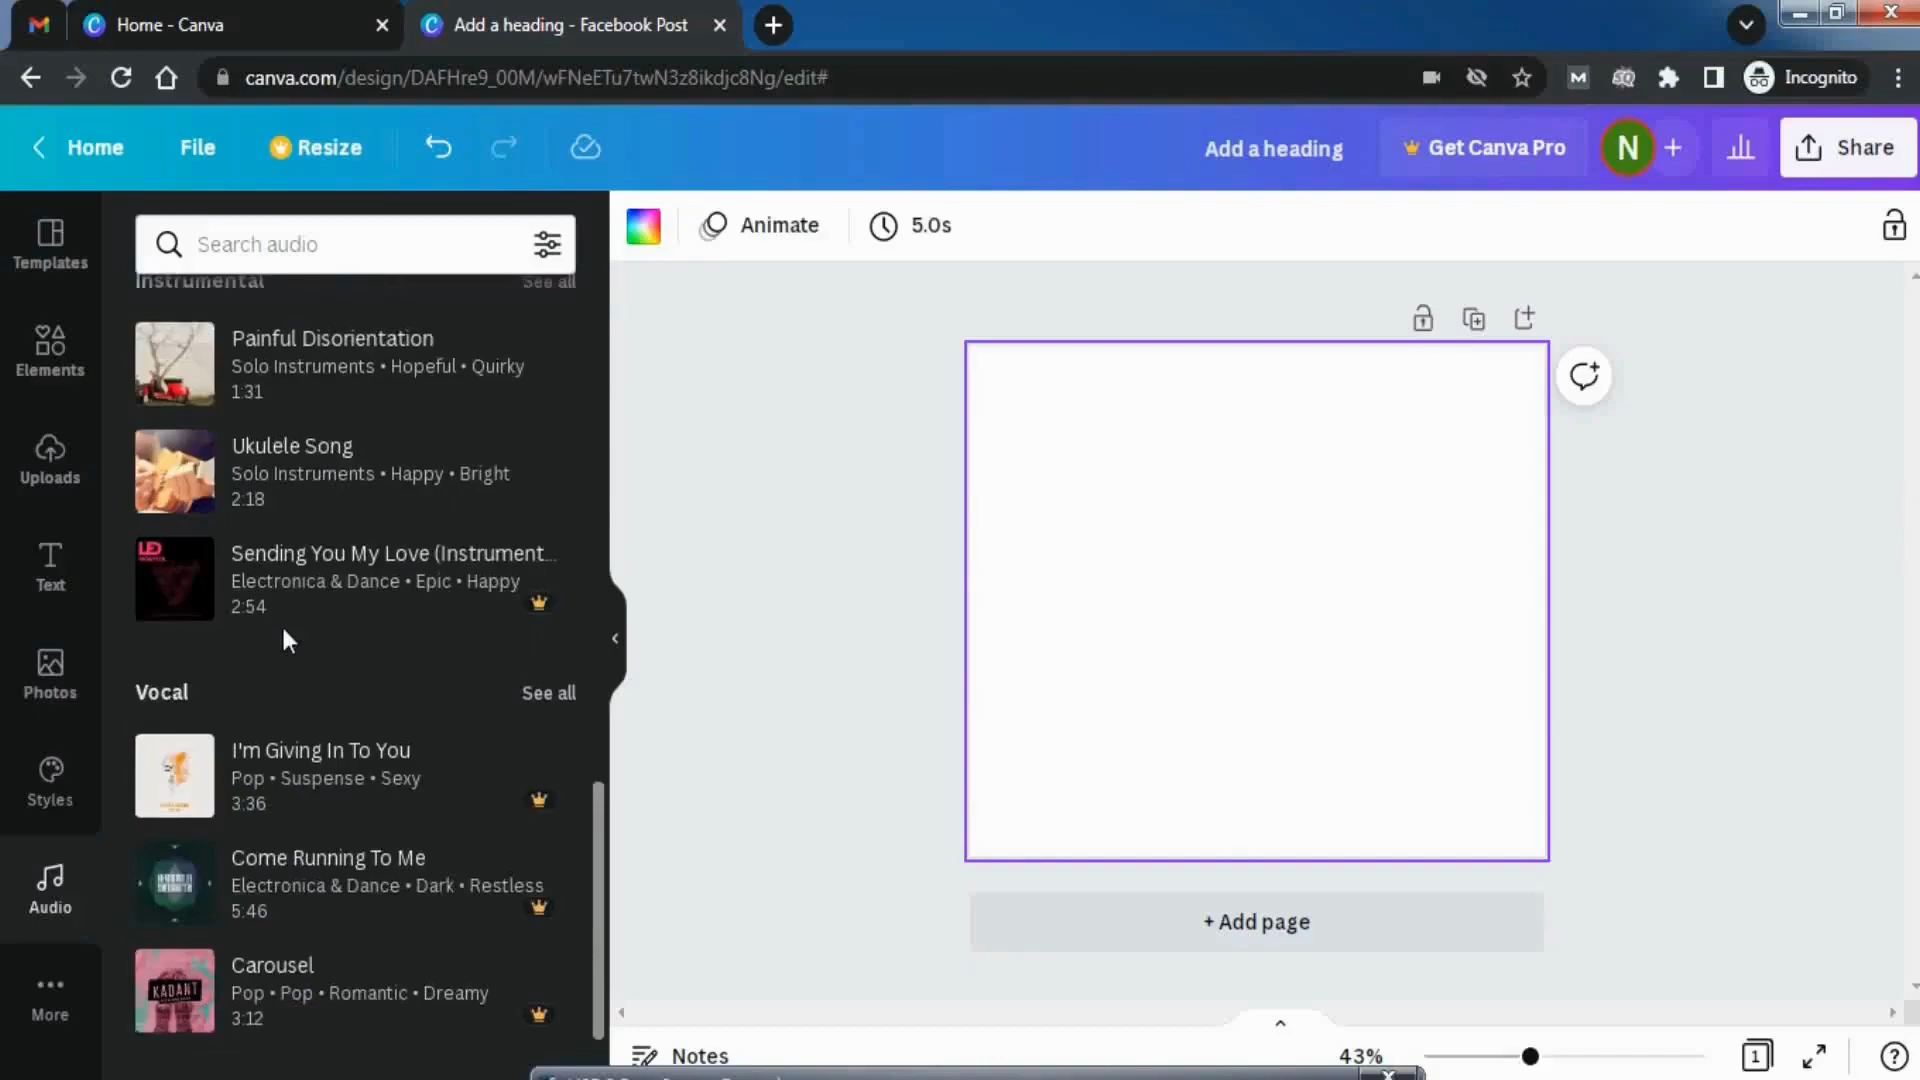 Home - Canva
Add a heading - Facebook Post
canva.com/design/DAFHre9_00M/wFNeETu7twN3z8ikdjc8Ng/edit#
Incognito
Home
File
Resize
Add a heading
Get Canva Pro
N
Share
Templates
Elements
Uploads
Text
Photos
Styles
Audio
More
Search audio
Instrumental
See all
Painful Disorientation
Solo Instruments • Hopeful • Quirky
1:31
Ukulele Song
Solo Instruments • Happy • Bright
2:18
LED
Sending You My Love (Instrument...
Electronica & Dance • Epic • Happy
2:54
Vocal
See all
I'm Giving In To You
Pop • Suspense • Sexy
3:36
Come Running To Me
Electronica & Dance • Dark • Restless
5:46
Carousel
KADANT
Pop • Pop • Romantic • Dreamy
3:12
Animate
5.0s
+ Add page
Notes
43%
1